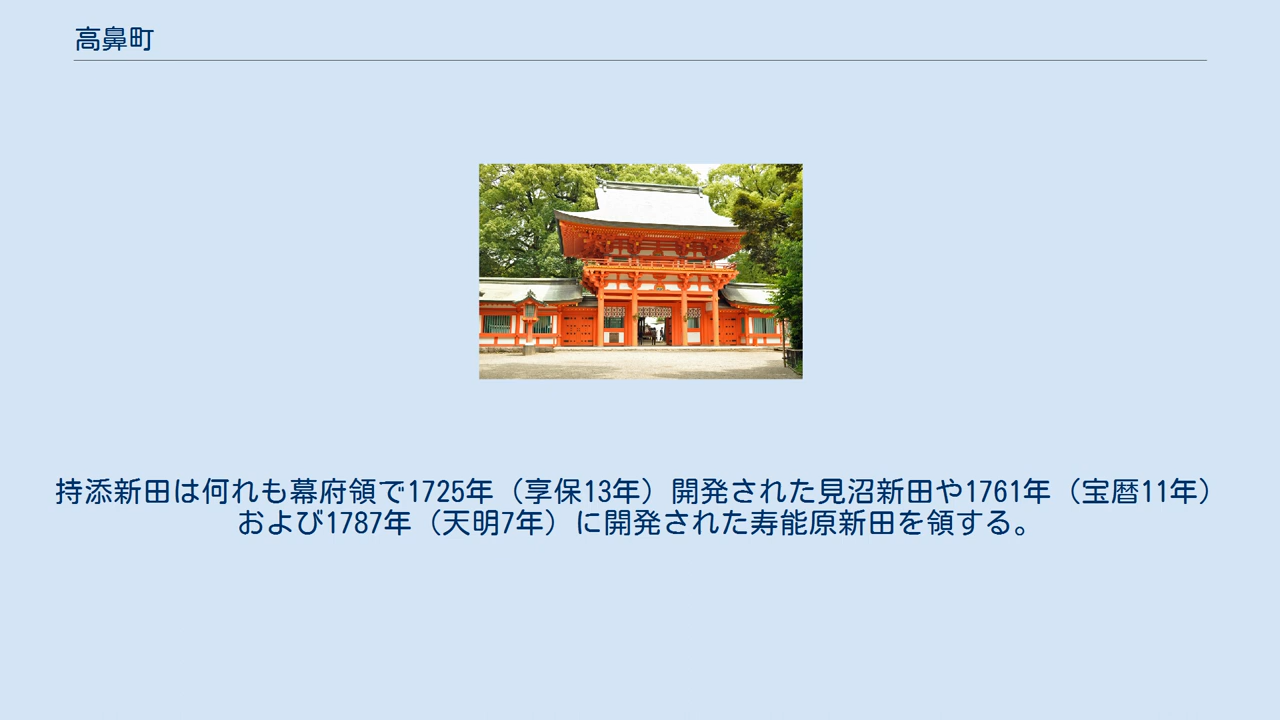 高鼻町
持添新田は何れも幕府領で1725年（享保13年）開発された見沼新田や1761年（宝暦11年）
および1787年（天明7年）に開発された寿能原新田を領する。